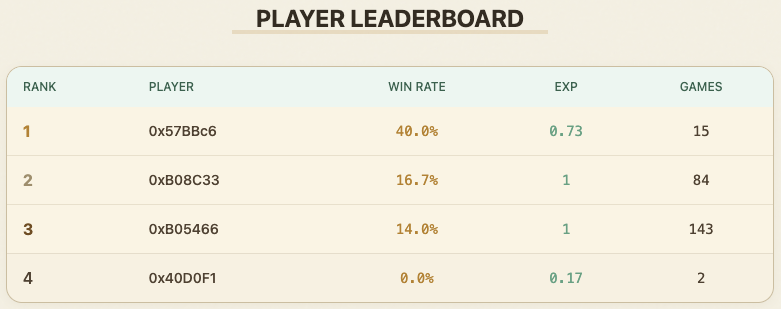 PLAYER LEADERBOARD
RANK PLAYER WIN RATE EXP GAMES
1 0x57BBc6 40.0% 0.73 15
2 0xB08C33 16.7% 1 84
3 0xB05466 14.0% 1 143
4 0x40D0F1 0.0% 0.17 2